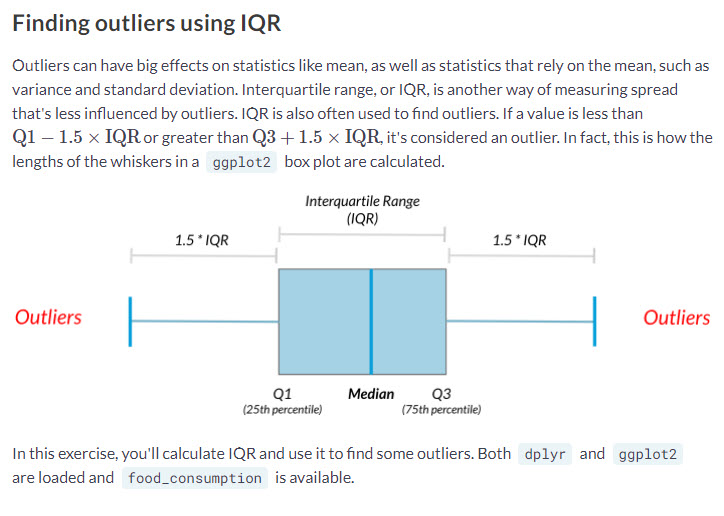 Finding outliers using IQR
Outliers can have big effects on statistics like mean, as well as statistics that rely on the mean, such as
variance and standard deviation. Interquartile range, or IQR, is another way of measuring spread
that's less influenced by outliers. IQR is also often used to find outliers. If a value is less than
Q1 − 1.5 × IQR or greater than Q3 + 1.5 × IQR, it's considered an outlier. In fact, this is how the
lengths of the whiskers in a ggplot2 box plot are calculated.
Interquartile Range
(IQR)
1.5 * IQR
1.5 * IQR
Outliers
Outliers
Q1
(25th percentile)
Median
Q3
(75th percentile)
In this exercise, you'll calculate IQR and use it to find some outliers. Both dplyr and ggplot2
are loaded and food_consumption is available.